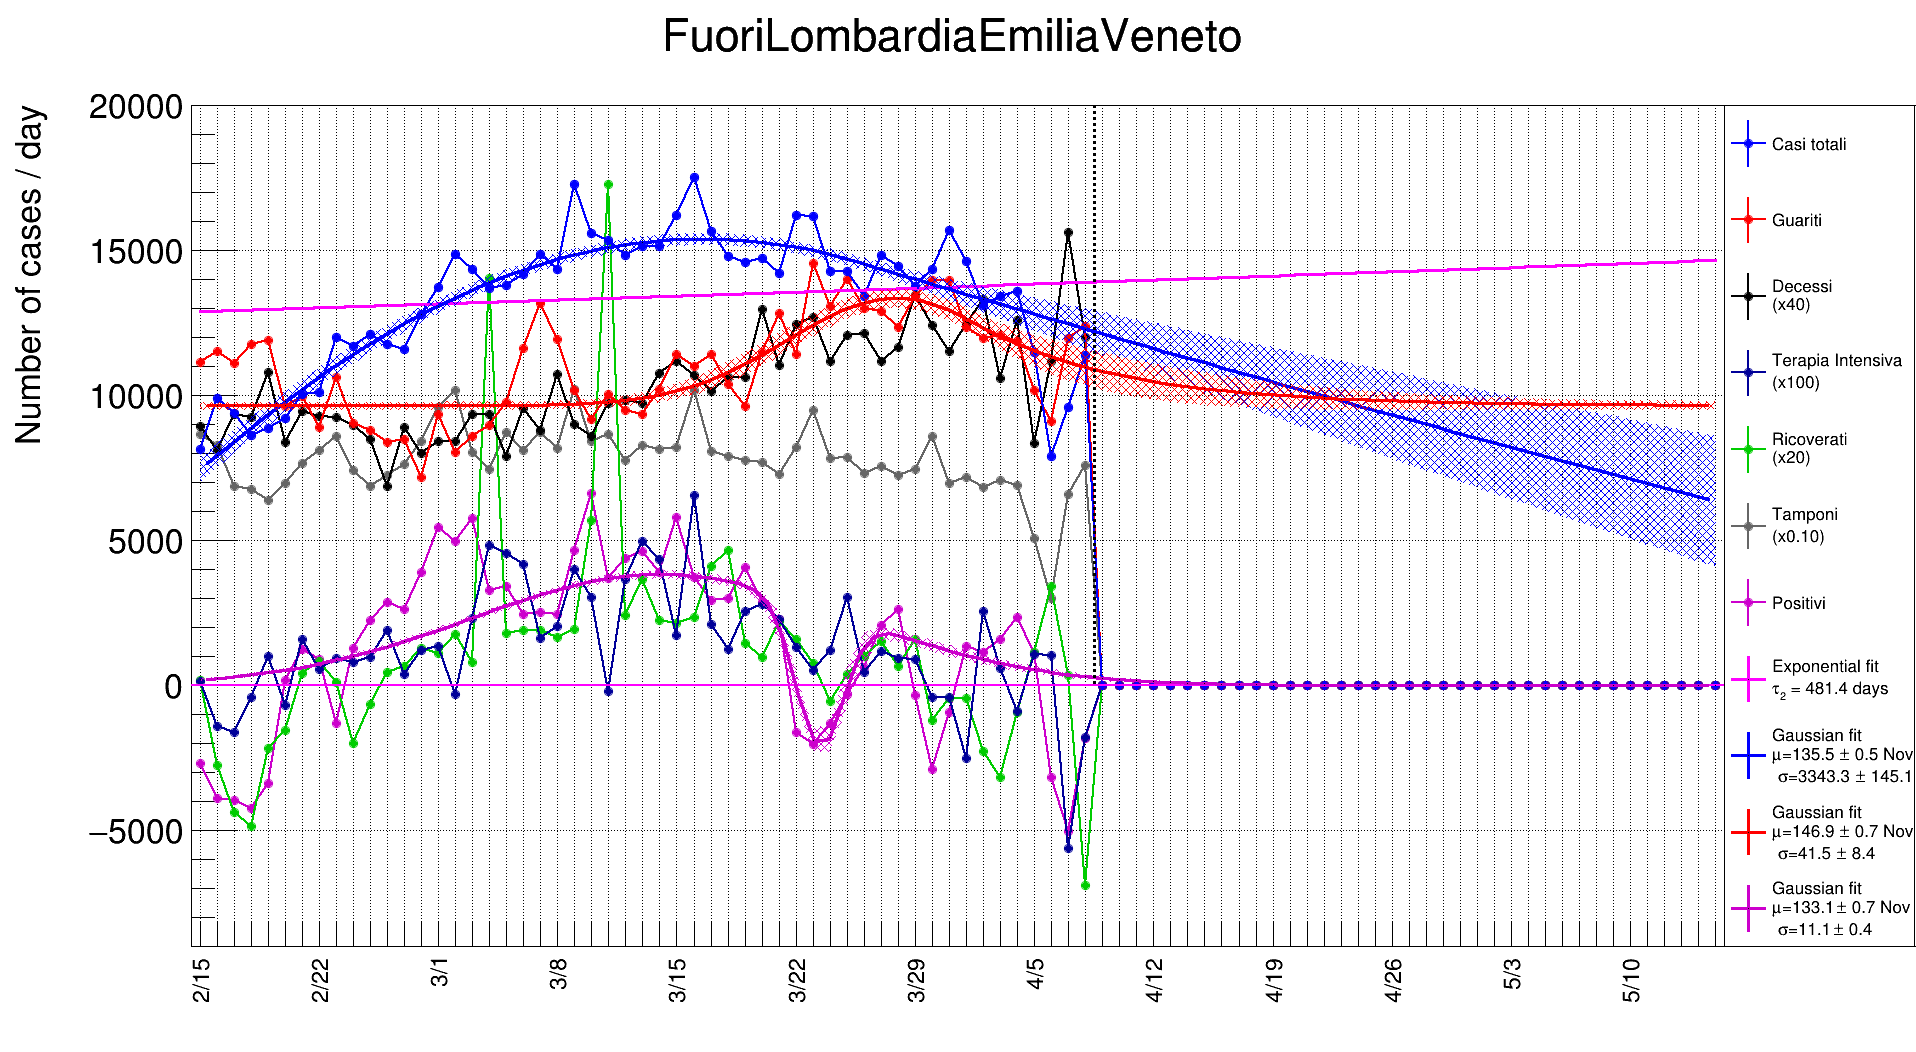 FuoriLombardiaEmiliaVeneto
Number of cases / day
20000
15000
10000
5000
0
−5000
2/15
2/22
3/1
3/8
3/15
3/22
3/29
4/5
4/12
4/19
4/26
5/3
5/10
Casi totali
Guariti
Decessi
(x40)
Terapia Intensiva
(x100)
Ricoverati
(x20)
Tamponi
(x0.10)
Positivi
Exponential fit
τ2 = 481.4 days
Gaussian fit
μ=135.5 ± 0.5 Nov
σ=3343.3 ± 145.1
Gaussian fit
μ=146.9 ± 0.7 Nov
σ=41.5 ± 8.4
Gaussian fit
μ=133.1 ± 0.7 Nov
σ=11.1 ± 0.4